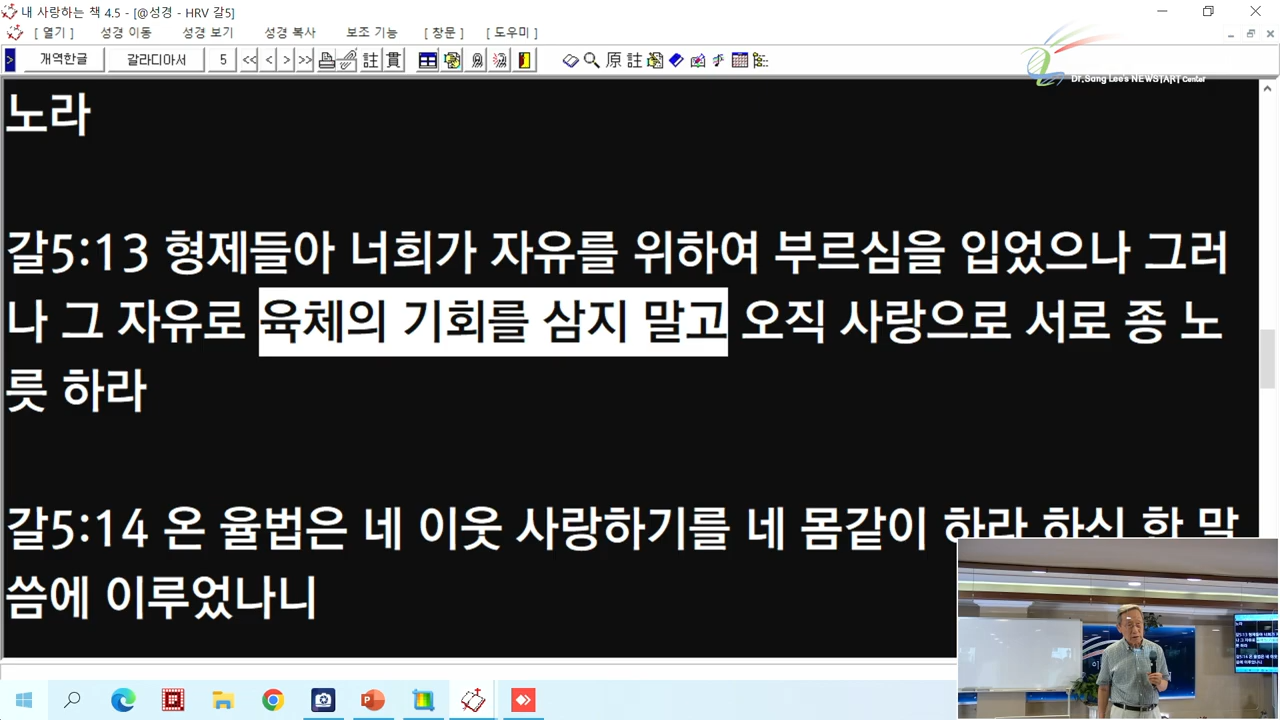 내 사랑하는 책 4.5 - [@성경 - HRV 갈5]
[ 열기 ] 성경 이동 성경 보기 성경 복사 보조 기능 [ 창문 ] [ 도우미 ]
개역한글 갈라디아서 5 << < > >> 註 貫 原 註
Dr.Sang Lee's NEWSTART Center
노라
갈5:13 형제들아 너희가 자유를 위하여 부르심을 입었으나 그러
나 그 자유로 육체의 기회를 삼지 말고 오직 사랑으로 서로 종 노
릇 하라
갈5:14 온 율법은 네 이웃 사랑하기를 네 몸같이 하라 하신 한 말
씀에 이루었나니